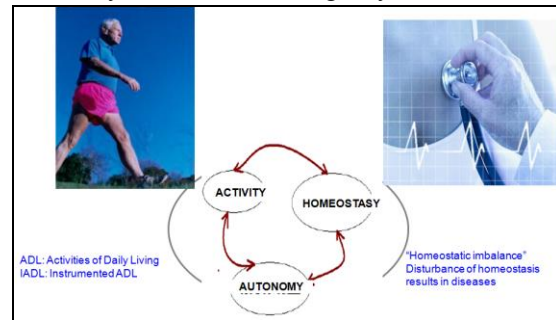 ACTIVITY
HOMEOSTASY
ADL: Activities of Daily Living
IADL: Instrumented ADL
"Homeostatic imbalance"
Disturbance of homeostasis
results in diseases
AUTONOMY